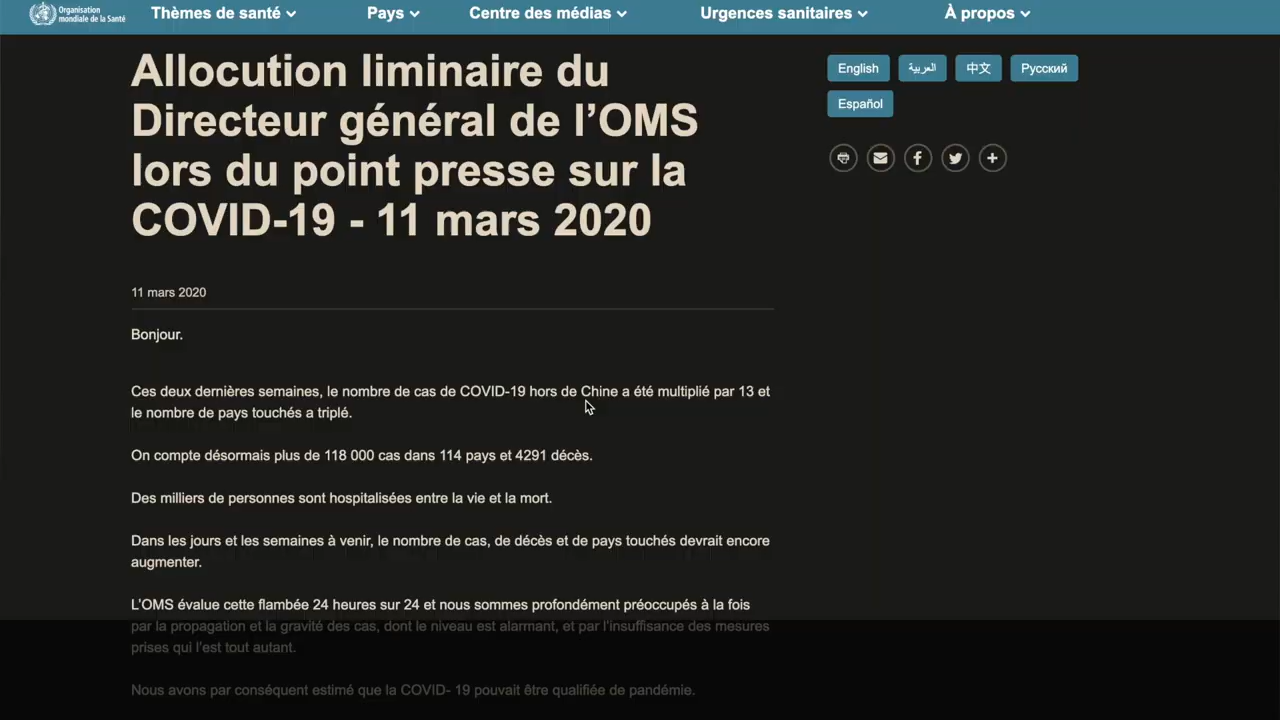 Organisation
mondiale de la Santé
Thèmes de santé
Pays
Centre des médias
Urgences sanitaires
À propos
Allocution liminaire du
Directeur général de l’OMS
lors du point presse sur la
COVID-19 - 11 mars 2020
English
العربية
中文
Русский
Español
11 mars 2020
Bonjour.
Ces deux dernières semaines, le nombre de cas de COVID-19 hors de Chine a été multiplié par 13 et
le nombre de pays touchés a triplé.
On compte désormais plus de 118 000 cas dans 114 pays et 4291 décès.
Des milliers de personnes sont hospitalisées entre la vie et la mort.
Dans les jours et les semaines à venir, le nombre de cas, de décès et de pays touchés devrait encore
augmenter.
L’OMS évalue cette flambée 24 heures sur 24 et nous sommes profondément préoccupés à la fois
par la propagation et la gravité des cas, dont le niveau est alarmant, et par l’insuffisance des mesures
prises qui l’est tout autant.
Nous avons par conséquent estimé que la COVID- 19 pouvait être qualifiée de pandémie.